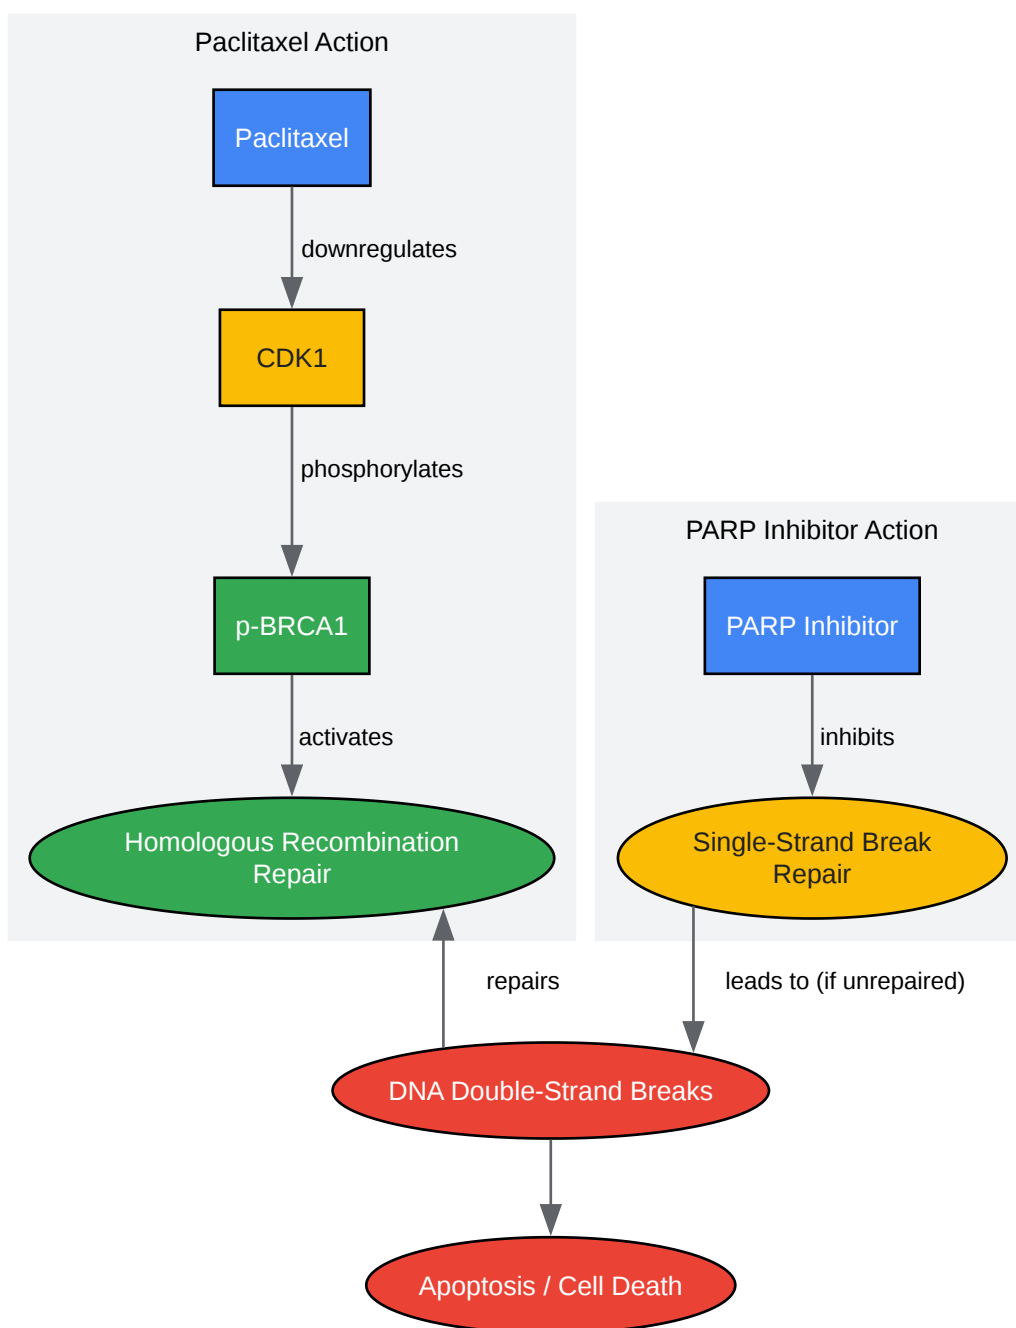 Paclitaxel Action
Paclitaxel
downregulates
CDK1
phosphorylates
p-BRCA1
activates
Homologous Recombination
Repair
PARP Inhibitor Action
PARP Inhibitor
inhibits
Single-Strand Break
Repair
repairs
leads to (if unrepaired)
DNA Double-Strand Breaks
Apoptosis / Cell Death